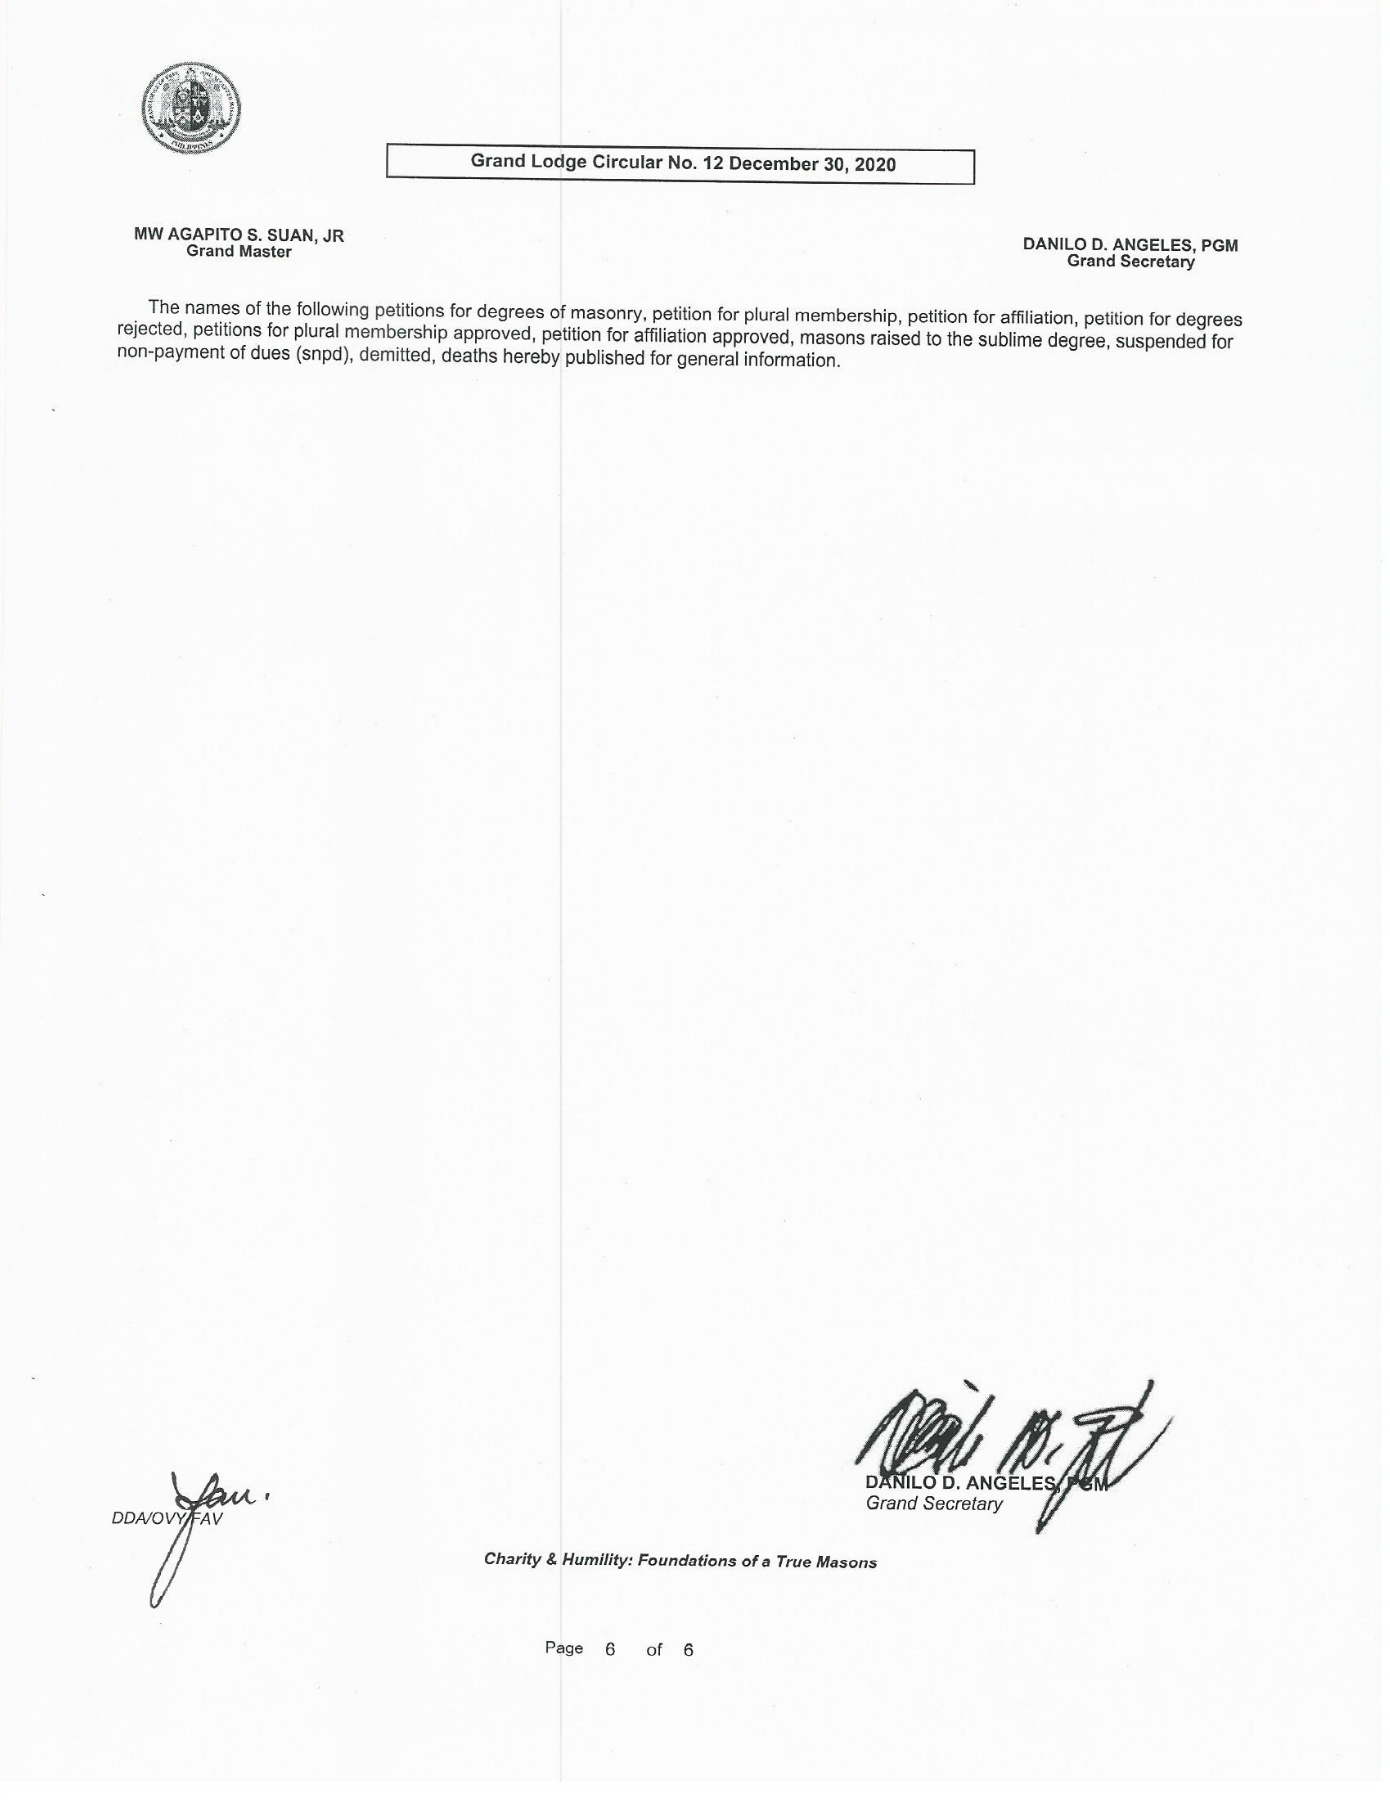 PHILIPPINES
Grand Lodge Circular No. 12 December 30, 2020
MW AGAPITO S. SUAN, JR
Grand Master
DANILO D. ANGELES, PGM
Grand Secretary
The names of the following petitions for degrees of masonry, petition for plural membership, petition for affiliation, petition for degrees
rejected, petitions for plural membership approved, petition for affiliation approved, masons raised to the sublime degree, suspended for
non-payment of dues (snpd), demitted, deaths hereby published for general information.
DANILO D. ANGELES, PGM
Grand Secretary
DDA/OVY/FAV
Charity & Humility: Foundations of a True Masons
Page 6 of 6